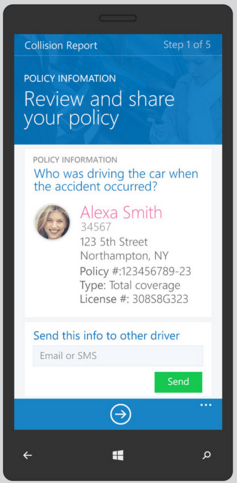 Collision Report
Step 1 of 5
POLICY INFOMATION
Review and share
your policy
POLICY INFORMATION
Who was driving the car when
the accident occurred?
Alexa Smith
34567
123 5th Street
Northampton, NY
Policy #:123456789-23
Type: Total coverage
License #: 308S8G323
Send this info to other driver
Email or SMS
Send